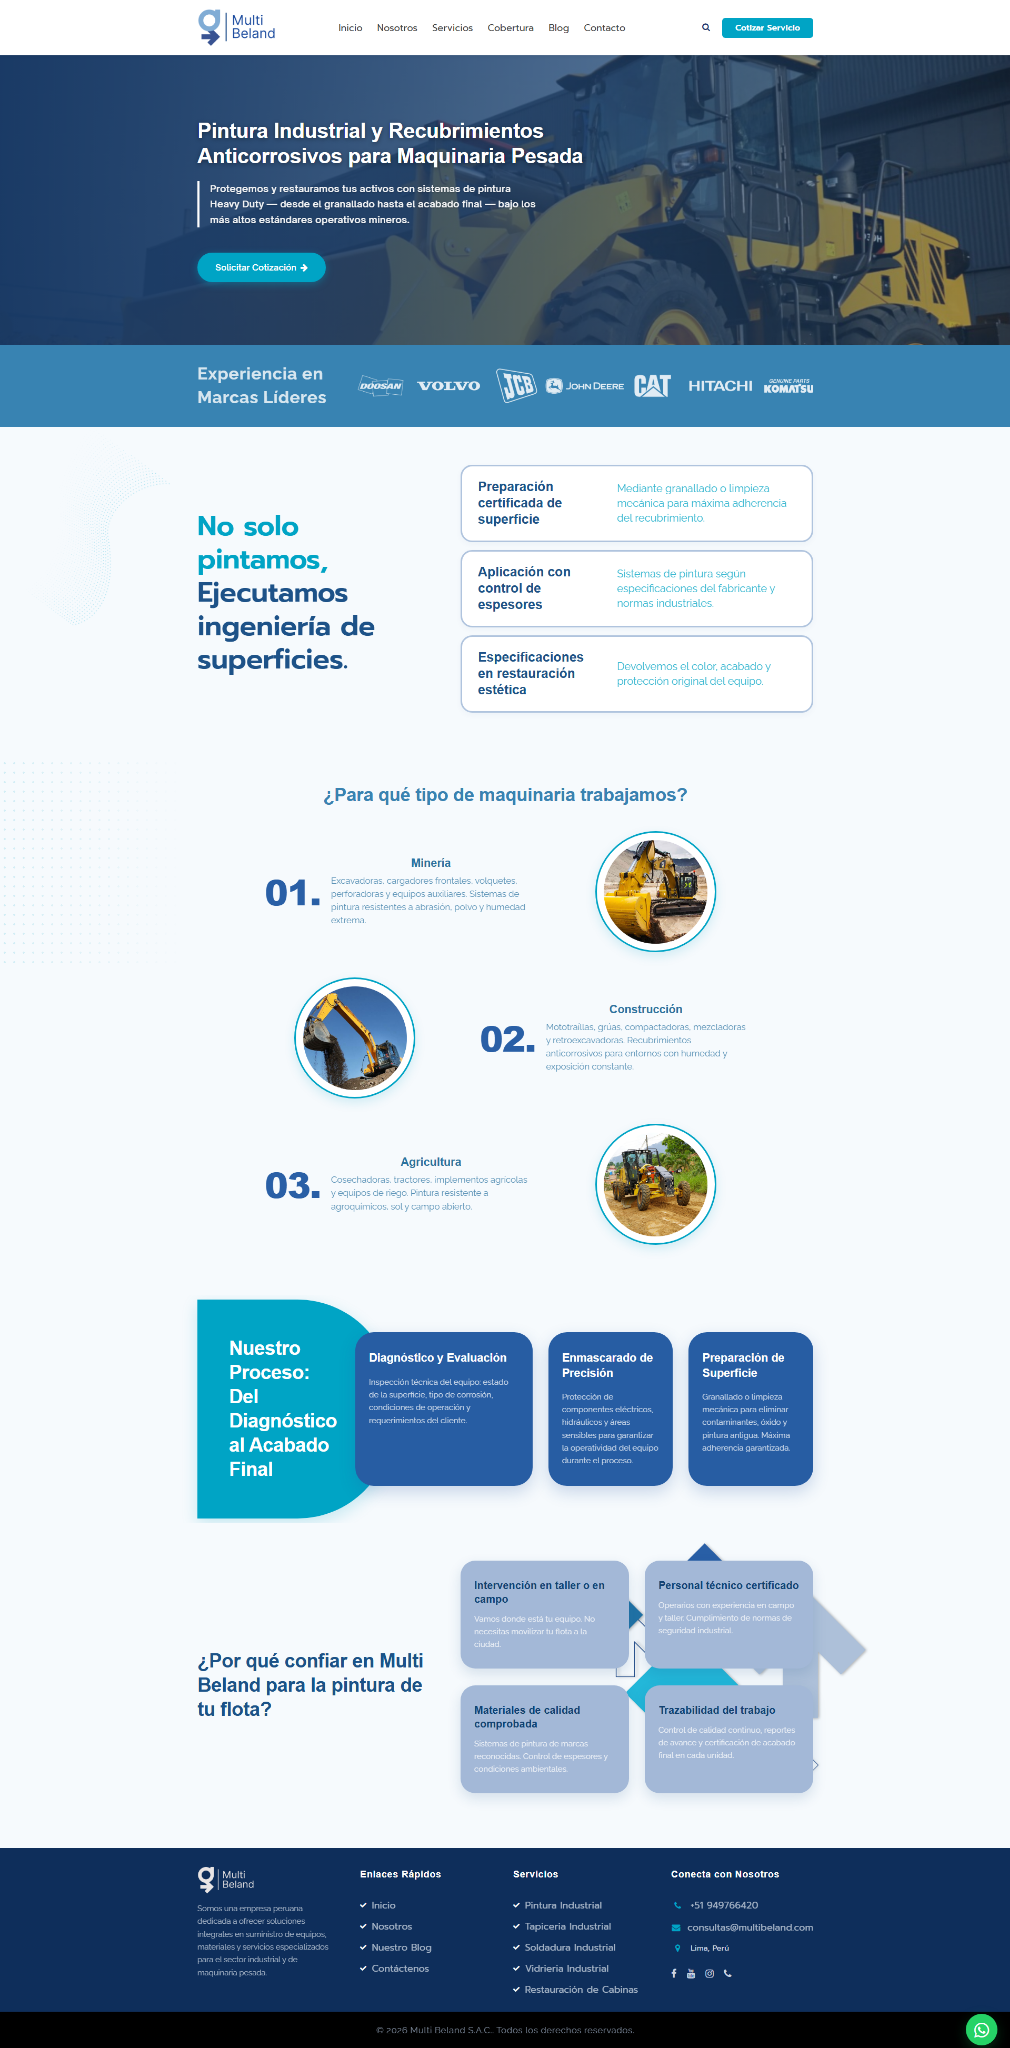 Multi
Beland
Inicio Nosotros Servicios Cobertura Blog Contacto
Cotizar Servicio
Pintura Industrial y Recubrimientos
Anticorrosivos para Maquinaria Pesada
Protegemos y restauramos tus activos con sistemas de pintura
Heavy Duty — desde el granallado hasta el acabado final — bajo los
más altos estándares operativos mineros.
Solicitar Cotización
Experiencia en
Marcas Líderes
DOOSAN VOLVO JCB JOHN DEERE CAT HITACHI GENUINE PARTS KOMATSU
No solo
pintamos,
Ejecutamos
ingeniería de
superficies.
Preparación
certificada de
superficie
Mediante granallado o limpieza
mecánica para máxima adherencia
del recubrimiento.
Aplicación con
control de
espesores
Sistemas de pintura según
especificaciones del fabricante y
normas industriales.
Especificaciones
en restauración
estética
Devolvemos el color, acabado y
protección original del equipo.
¿Para qué tipo de maquinaria trabajamos?
01.
Minería
Excavadoras, cargadores frontales, volquetes,
perforadoras y equipos auxiliares. Sistemas de
pintura resistentes a abrasión, polvo y humedad
extrema.
02.
Construcción
Mototraíllas, grúas, compactadoras, mezcladoras
y retroexcavadoras. Recubrimientos
anticorrosivos para entornos con humedad y
exposición constante.
03.
Agricultura
Cosechadoras, tractores, implementos agrícolas
y equipos de riego. Pintura resistente a
agroquímicos, sol y campo abierto.
Nuestro
Proceso:
Del
Diagnóstico
al Acabado
Final
Diagnóstico y Evaluación
Inspección técnica del equipo: estado
de la superficie, tipo de corrosión,
condiciones de operación y
requerimientos del cliente.
Enmascarado de
Precisión
Protección de
componentes eléctricos,
hidráulicos y áreas
sensibles para garantizar
la operatividad del equipo
durante el proceso.
Preparación de
Superficie
Granallado o limpieza
mecánica para eliminar
contaminantes, óxido y
pintura antigua. Máxima
adherencia garantizada.
¿Por qué confiar en Multi
Beland para la pintura de
tu flota?
Intervención en taller o en
campo
Vamos donde está tu equipo. No
necesitas movilizar tu flota a la
ciudad.
Personal técnico certificado
Operarios con experiencia en campo
y taller. Cumplimiento de normas de
seguridad industrial.
Materiales de calidad
comprobada
Sistemas de pintura de marcas
reconocidas. Control de espesores y
condiciones ambientales.
Trazabilidad del trabajo
Control de calidad continuo, reportes
de avance y certificación de acabado
final en cada unidad.
Multi
Beland
Somos una empresa peruana
dedicada a ofrecer soluciones
integrales en suministro de equipos,
materiales y servicios especializados
para el sector industrial y de
maquinaria pesada.
Enlaces Rápidos
Inicio
Nosotros
Nuestro Blog
Contáctenos
Servicios
Pintura Industrial
Tapicería Industrial
Soldadura Industrial
Vidrieria Industrial
Restauración de Cabinas
Conecta con Nosotros
+51 949766420
consultas@multibeland.com
Lima, Perú
© 2026 Multi Beland S.A.C.. Todos los derechos reservados.